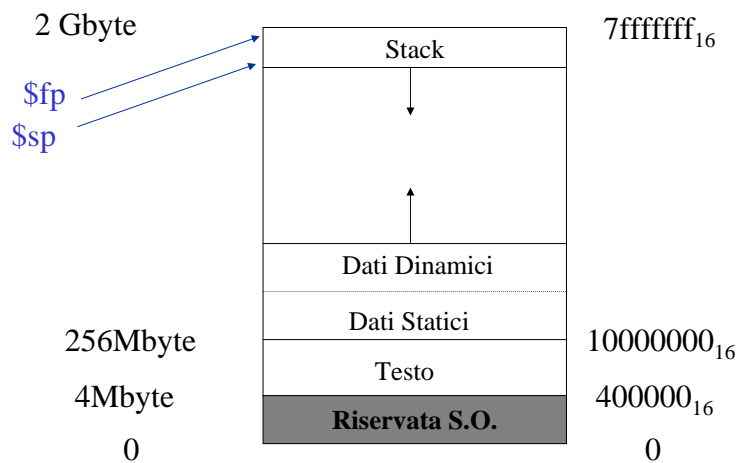 2 Gbyte
Stack
7fffffff₁₆
$fp
$sp
Dati Dinamici
Dati Statici
256Mbyte
10000000₁₆
Testo
4Mbyte
400000₁₆
Riservata S.O.
0
0